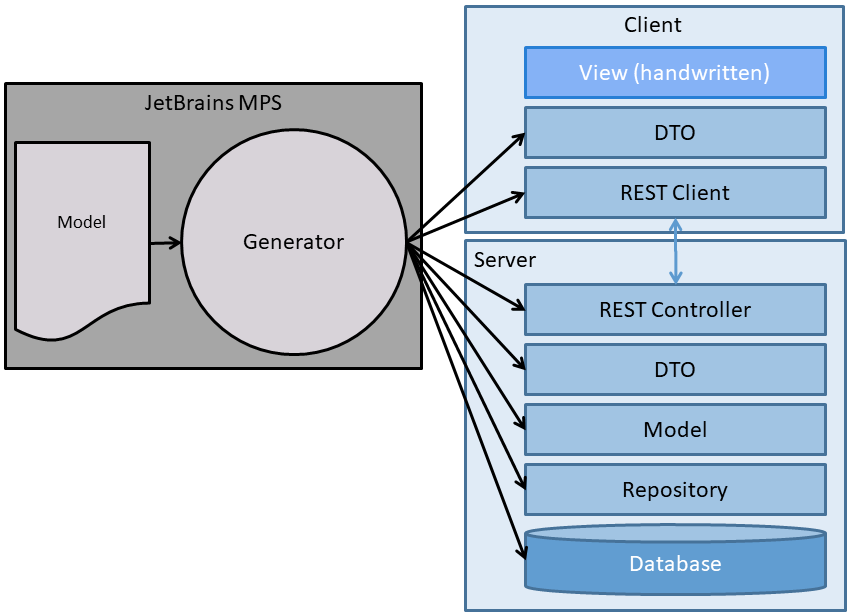 JetBrains MPS
Model
Generator
Client
View (handwritten)
DTO
REST Client
Server
REST Controller
DTO
Model
Repository
Database